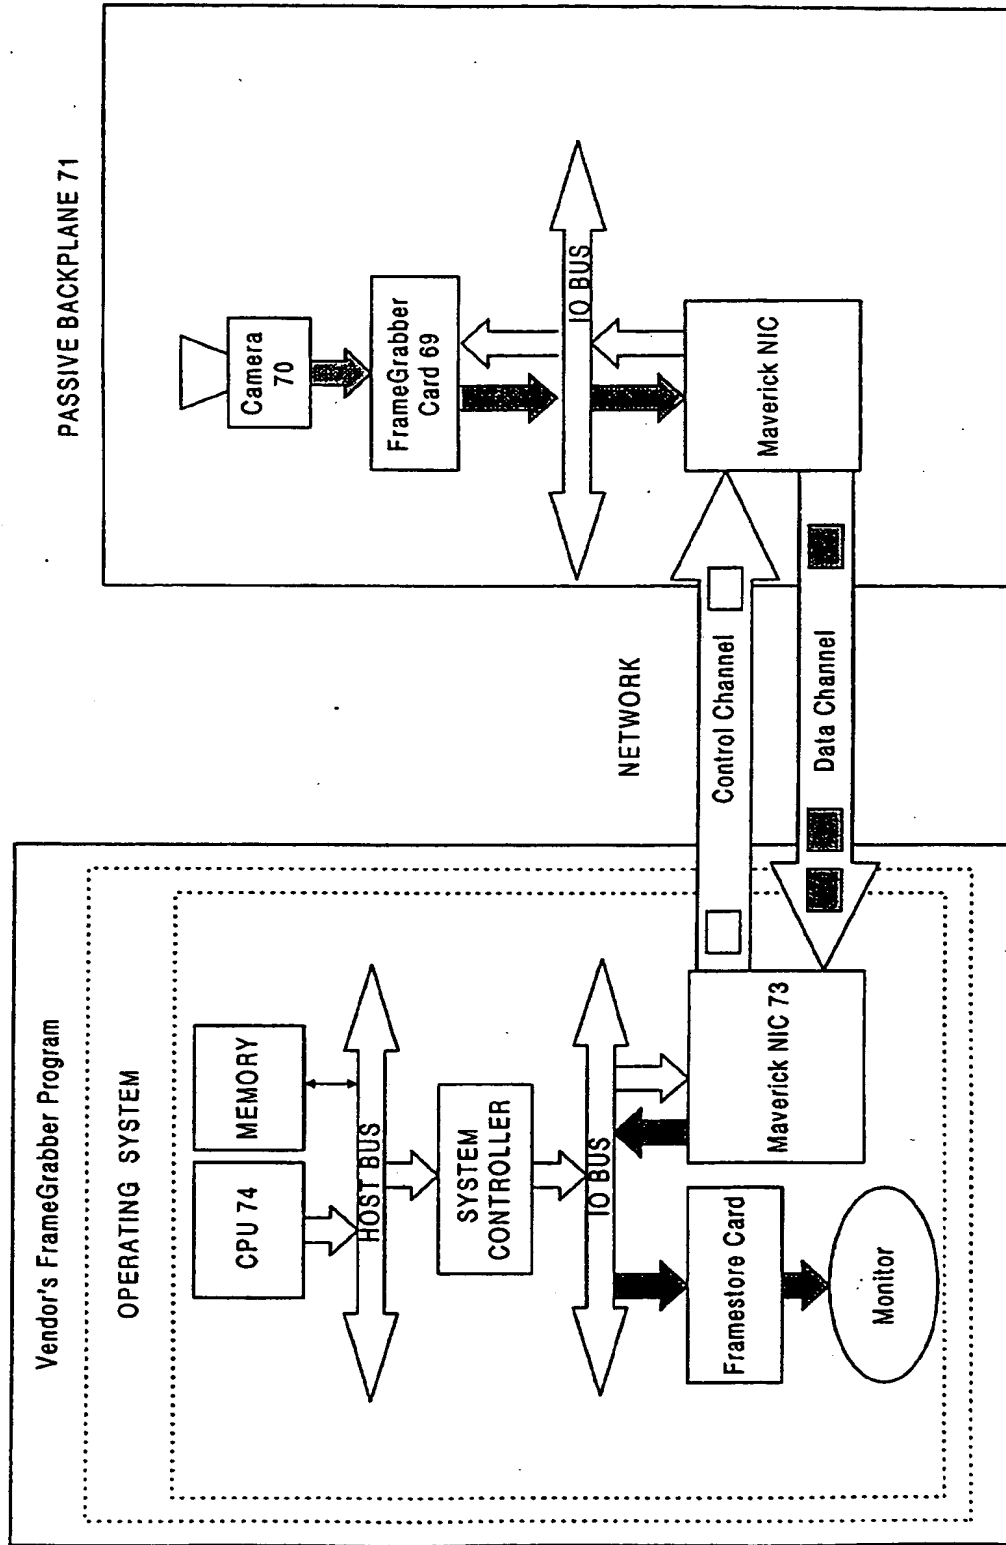 Vendor's FrameGrabber Program
OPERATING SYSTEM
CPU 74
MEMORY
HOST BUS
SYSTEM
CONTROLLER
IO BUS
Framestore Card
Maverick NIC 73
Monitor
NETWORK
Control Channel
Data Channel
PASSIVE BACKPLANE 71
Camera
70
FrameGrabber
Card 69
IO BUS
Maverick NIC